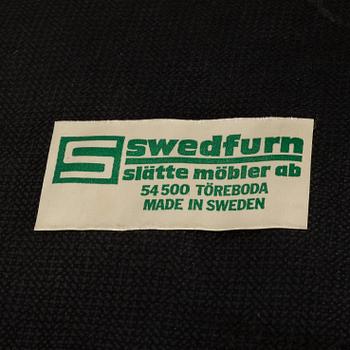 S swedfurn
slätte möbler ab
54500 TÖREBODA
MADE IN SWEDEN